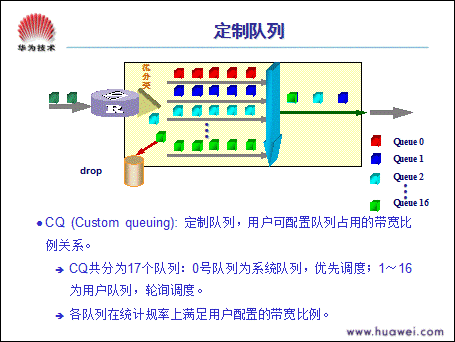 华为技术
定制队列
报分类
R
drop
Queue 0
Queue 1
Queue 2
Queue 16
●CQ (Custom queuing): 定制队列，用户可配置队列占用的带宽比
例关系。
➔ CQ共分为17个队列：0号队列为系统队列，优先调度；1～16
为用户队列，轮询调度。
➔ 各队列在统计规率上满足用户配置的带宽比例。
www.huawei.com